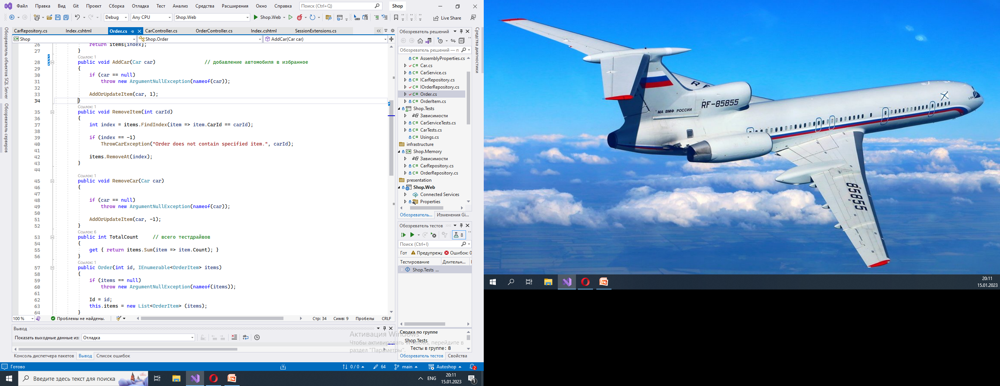 Файл Правка Вид Git Проект Сборка Отладка Тест Анализ Средства Расширения Окно Справка Поиск (Ctrl+Q) Shop
Debug Any CPU Shop.Web Shop.Web Live Share
Обозреватель объектов SQL Server
Обозреватель серверов
CarRepository.cs Index.cshtml Order.cs CarController.cs OrderController.cs Index.cshtml SessionExtensions.cs
Shop Shop.Order AddCar(Car car)
26 return items[index];
27 }
Ссылок: 1
28 public void AddCar(Car car) // добавление автомобиля в избранное
29 {
30 if (car == null)
31 throw new ArgumentNullException(nameof(car));
32
33 AddOrUpdateItem(car, 1);
34 }
Ссылок: 1
35 public void RemoveItem(int carId)
36 {
37 int index = items.FindIndex(item => item.CarId == carId);
38
39 if (index == -1)
40 ThrowCarException("Order does not contain specified item.", carId);
41
42 items.RemoveAt(index);
43 }
44
Ссылок: 1
45 public void RemoveCar(Car car)
46 {
47
48 if (car == null)
49 throw new ArgumentNullException(nameof(car));
50
51 AddOrUpdateItem(car, -1);
52 }
Ссылок: 6
53 public int TotalCount // всего тестдрайвов
54 {
55 get { return items.Sum(item => item.Count); }
56 }
Ссылок: 1
57 public Order(int id, IEnumerable<OrderItem> items)
58 {
59 if (items == null)
60 throw new ArgumentNullException(nameof(items));
61
62 Id = id;
63 this.items = new List<OrderItem> (items);
64 }
100 % Проблемы не найдены. Стр: 34 Симв: 9 Пробелы CRLF
Вывод
Показать выходные данные из: Отладка
Консоль диспетчера пакетов Вывод Список ошибок
Обозреватель решений
Обозреватель решений — п
AssemblyProperties.cs
C# Car.cs
C# CarService.cs
C# ICarRepository.cs
C# IOrderRepository.cs
C# Order.cs
C# OrderItem.cs
Shop.Tests
Зависимости
C# CarServiceTests.cs
C# CarTests.cs
C# Usings.cs
infrastructure
Shop.Memory
Зависимости
C# CarRepository.cs
C# OrderRepository.cs
presentation
Shop.Web
Connected Services
Properties
Обозреватель... Изменения Gi...
Обозреватель тестов
8
Поиск (Ctrl+I)
Гот Предупрежд Ошибок: 0
Тестирование Длительн...
Shop.Tests ...
Сводка по группе
Shop.Tests
Тесты в группе: 8
Обозреватель тестов Свойства
Средства диагностики
Активация Windows
Чтобы активировать Windows, перейдите в
раздел "Параметры".
Готово 0 / 0 64 main Autoshop 2
Введите здесь текст для поиска ENG 20:11
15.01.2023 1
RF-85855
МА ВМФ РОССИИ
85855
20:11
15.01.2023